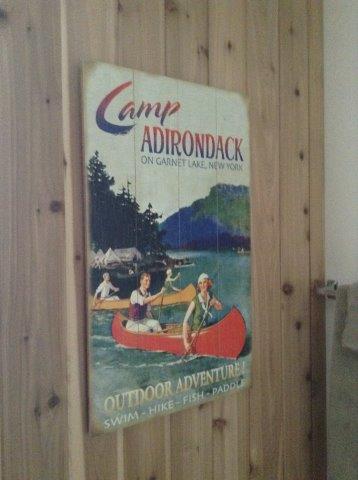 Camp
ADIRONDACK
ON GARNET LAKE, NEW YORK
OUTDOOR ADVENTURE!
SWIM - HIKE - FISH - PADDLE